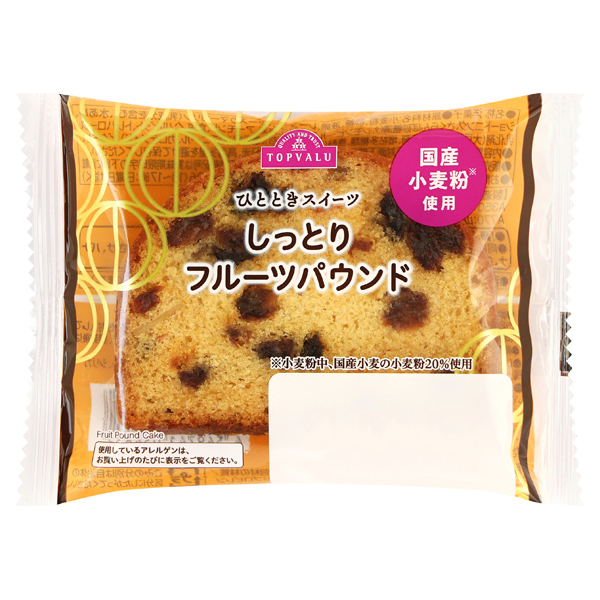 QUALITY AND TRUST
TOPVALU
国産
小麦粉※
使用
ひとときスイーツ
しっとり
フルーツパウンド
※小麦粉中、国産小麦の小麦粉20%使用
Fruit Pound Cake
使用しているアレルゲンは、
お買い上げのたびに表示をご覧ください。